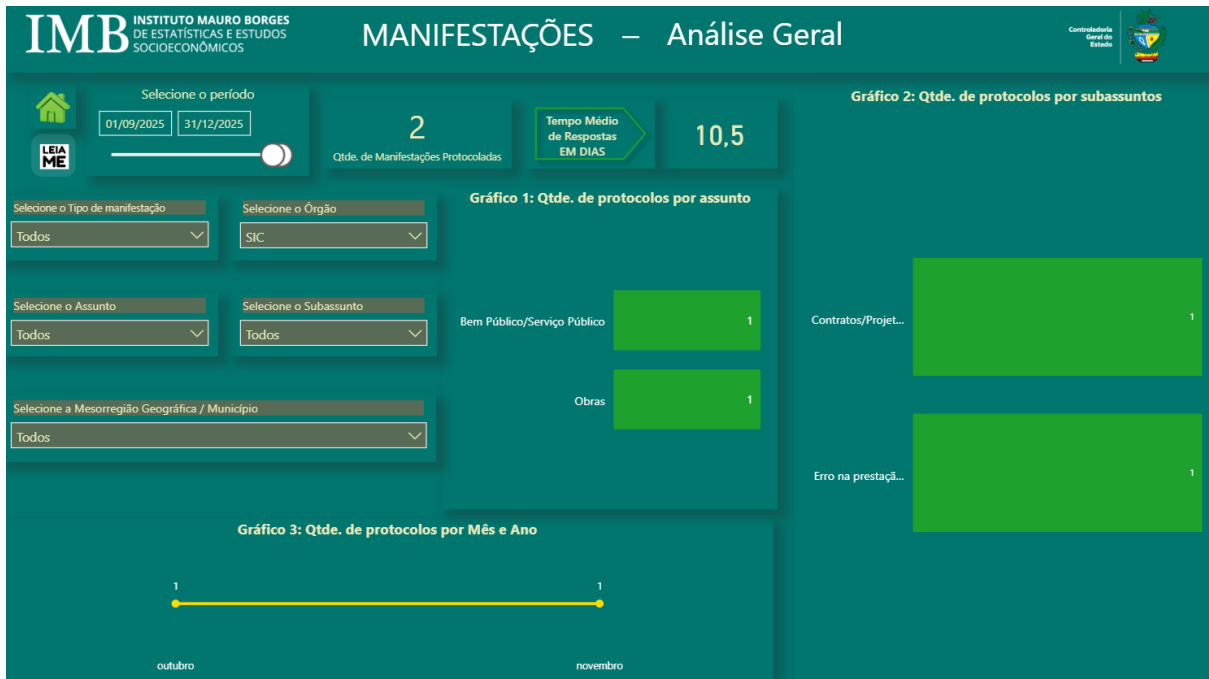 IMB
INSTITUTO MAURO BORGES
DE ESTATÍSTICAS E ESTUDOS
SOCIOECONÔMICOS
MANIFESTAÇÕES – Análise Geral
Controladoria
Geral do
Estado
LEIA
ME
Selecione o período
01/09/2025
31/12/2025
2
Qtde. de Manifestações Protocoladas
Tempo Médio
de Respostas
EM DIAS
10,5
Selecione o Tipo de manifestação
Todos
Selecione o Órgão
SIC
Selecione o Assunto
Todos
Selecione o Subassunto
Todos
Selecione a Mesorregião Geográfica / Município
Todos
Gráfico 1: Qtde. de protocolos por assunto
Bem Público/Serviço Público
1
Obras
1
Gráfico 2: Qtde. de protocolos por subassuntos
Contratos/Projet...
1
Erro na prestaçã...
1
Gráfico 3: Qtde. de protocolos por Mês e Ano
1
1
outubro
novembro